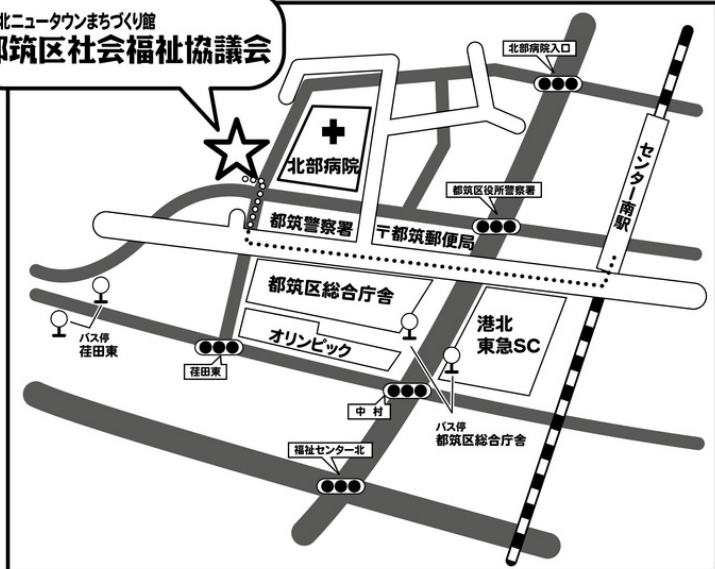 北ニュータウンまちづくり館
都筑区社会福祉協議会
北部病院入口
北部病院
センター南駅
都筑区役所警察署
都筑警察署
〒都筑郵便局
都筑区総合庁舎
港北
東急SC
オリンピック
バス停
荏田東
荏田東
中村
バス停
都筑区総合庁舎
福祉センター北